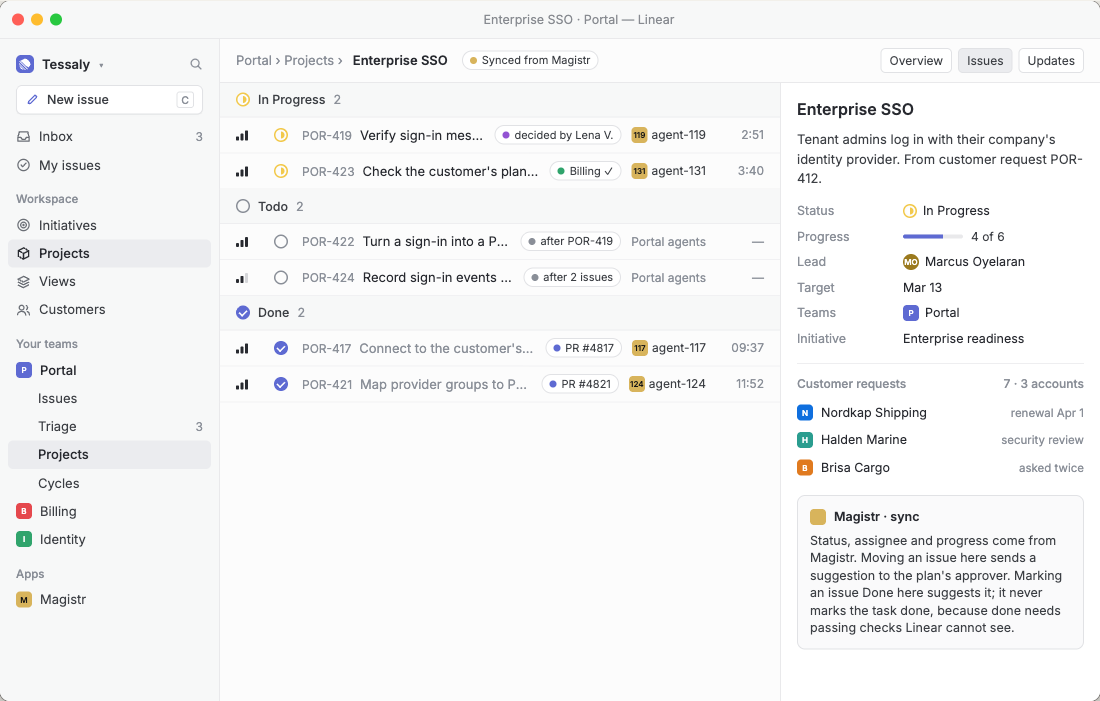 Enterprise SSO · Portal — Linear
Tessaly
New issue C
Inbox 3
My issues
Workspace
Initiatives
Projects
Views
Customers
Your teams
P Portal
Issues
Triage 3
Projects
Cycles
B Billing
I Identity
Apps
M Magistr
Portal › Projects › Enterprise SSO Synced from Magistr Overview Issues Updates
In Progress 2
POR-419 Verify sign-in mes... decided by Lena V. 119 agent-119 2:51
POR-423 Check the customer's plan... Billing ✓ 131 agent-131 3:40
Todo 2
POR-422 Turn a sign-in into a P... after POR-419 Portal agents —
POR-424 Record sign-in events ... after 2 issues Portal agents —
Done 2
POR-417 Connect to the customer's... PR #4817 117 agent-117 09:37
POR-421 Map provider groups to P... PR #4821 124 agent-124 11:52
Enterprise SSO
Tenant admins log in with their company's
identity provider. From customer request POR-
412.
Status In Progress
Progress 4 of 6
Lead MO Marcus Oyelaran
Target Mar 13
Teams P Portal
Initiative Enterprise readiness
Customer requests 7 · 3 accounts
N Nordkap Shipping renewal Apr 1
H Halden Marine security review
B Brisa Cargo asked twice
Magistr · sync
Status, assignee and progress come from
Magistr. Moving an issue here sends a
suggestion to the plan's approver. Marking
an issue Done here suggests it; it never
marks the task done, because done needs
passing checks Linear cannot see.